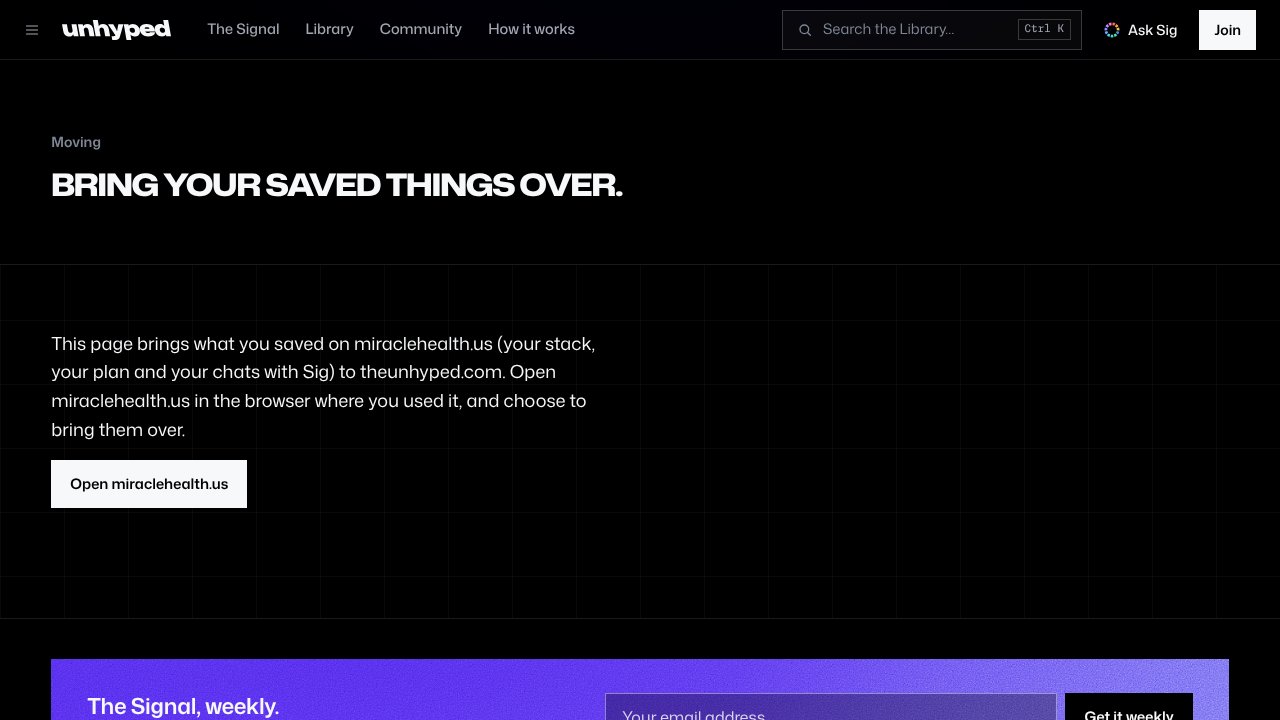 unhyped
The Signal
Library
Community
How it works
Search the Library...
Ctrl K
Ask Sig
Join
Moving
BRING YOUR SAVED THINGS OVER.
This page brings what you saved on miraclehealth.us (your stack,
your plan and your chats with Sig) to theunhyped.com. Open
miraclehealth.us in the browser where you used it, and choose to
bring them over.
Open miraclehealth.us
The Signal, weekly.
Your email address
Get it weekly